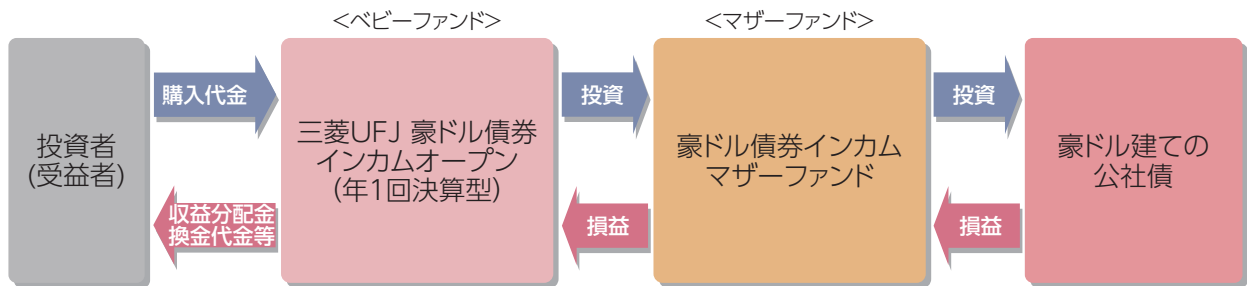 <ベビーファンド>
<マザーファンド>
投資者
(受益者)
購入代金
収益分配金
換金代金等
三菱UFJ 豪ドル債券
インカムオープン
(年1回決算型)
投資
損益
豪ドル債券インカム
マザーファンド
投資
損益
豪ドル建ての
公社債